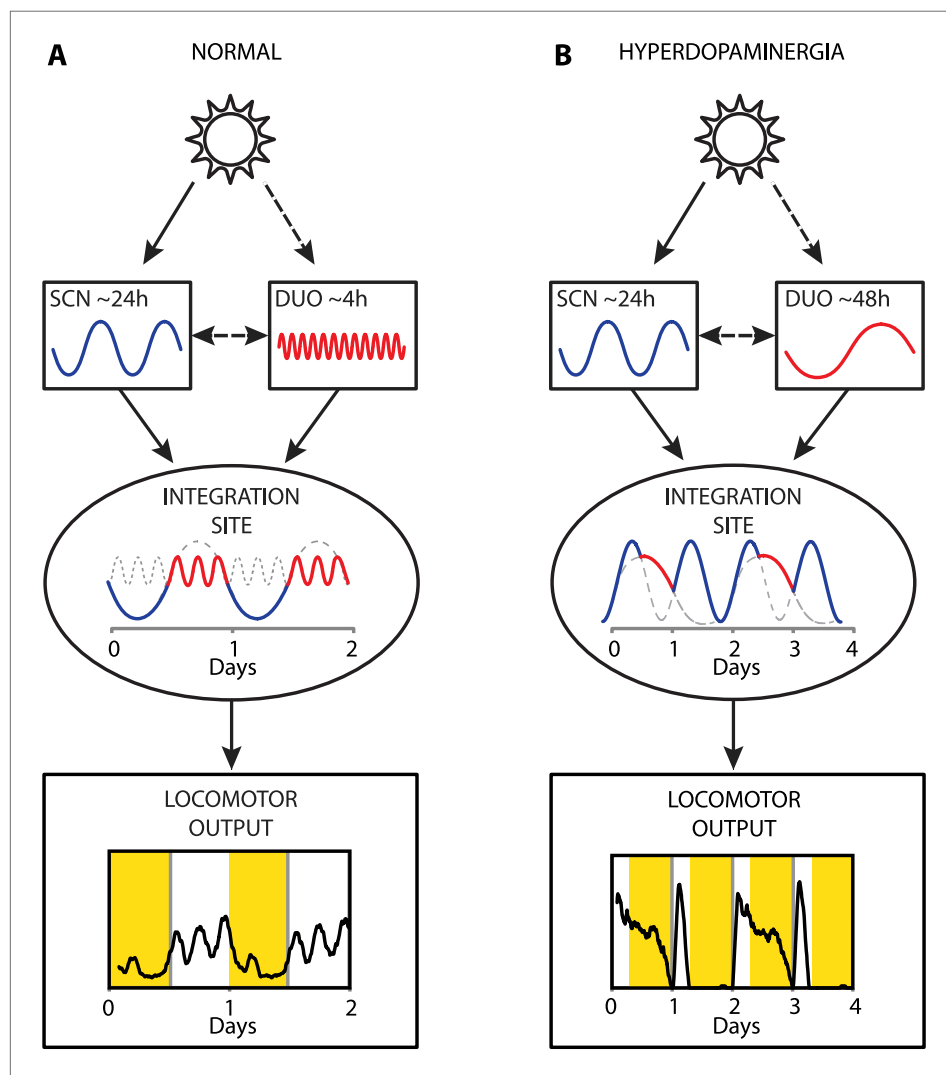 A NORMAL
SCN ~24h
DUO ~4h
INTEGRATION
SITE
0 1 2
Days
LOCOMOTOR
OUTPUT
0 1 2
Days
B HYPERDOPAMINERGIA
SCN ~24h
DUO ~48h
INTEGRATION
SITE
0 1 2 3 4
Days
LOCOMOTOR
OUTPUT
0 1 2 3 4
Days